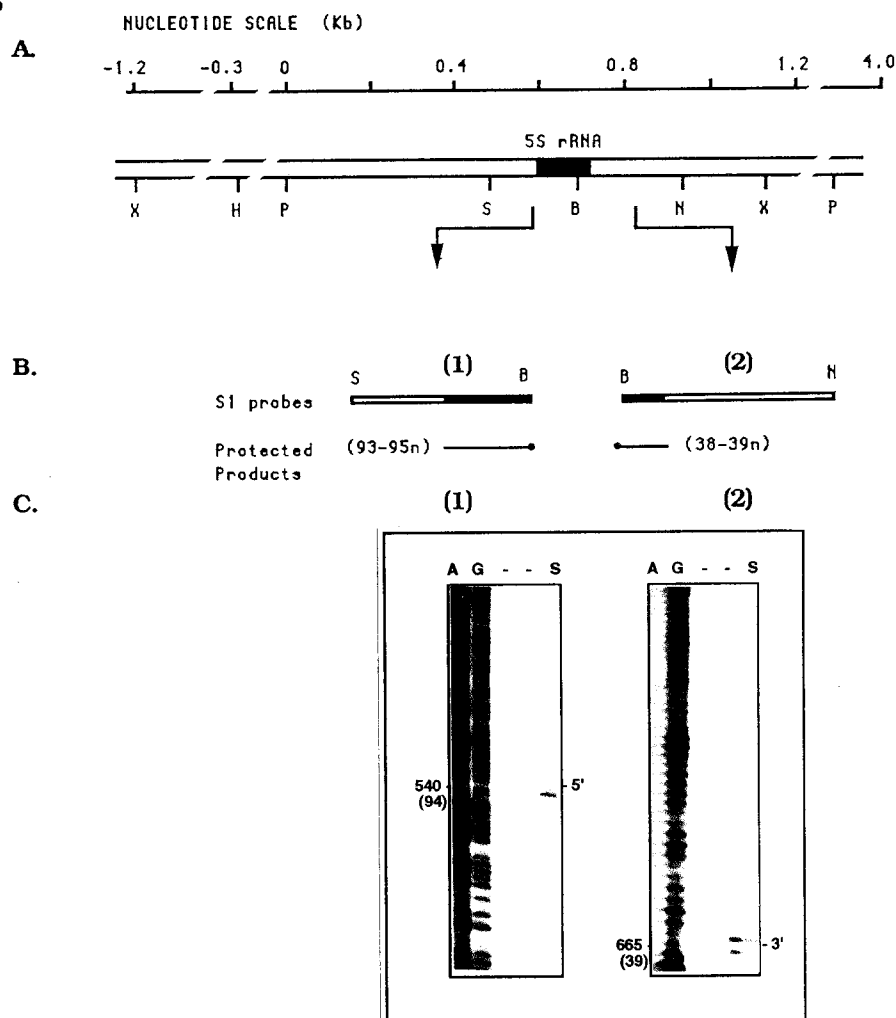 NUCLEOTIDE SCALE (Kb)
A.
-1.2 -0.3 0 0.4 0.8 1.2 4.0
5S rRNA
X H P S B N X P
B.
(1) (2)
S B B N
S1 probes
Protected (93-95n) (38-39n)
Products
C.
(1) (2)
A G - - S A G - - S
540 5'
(94)
665 3'
(39)